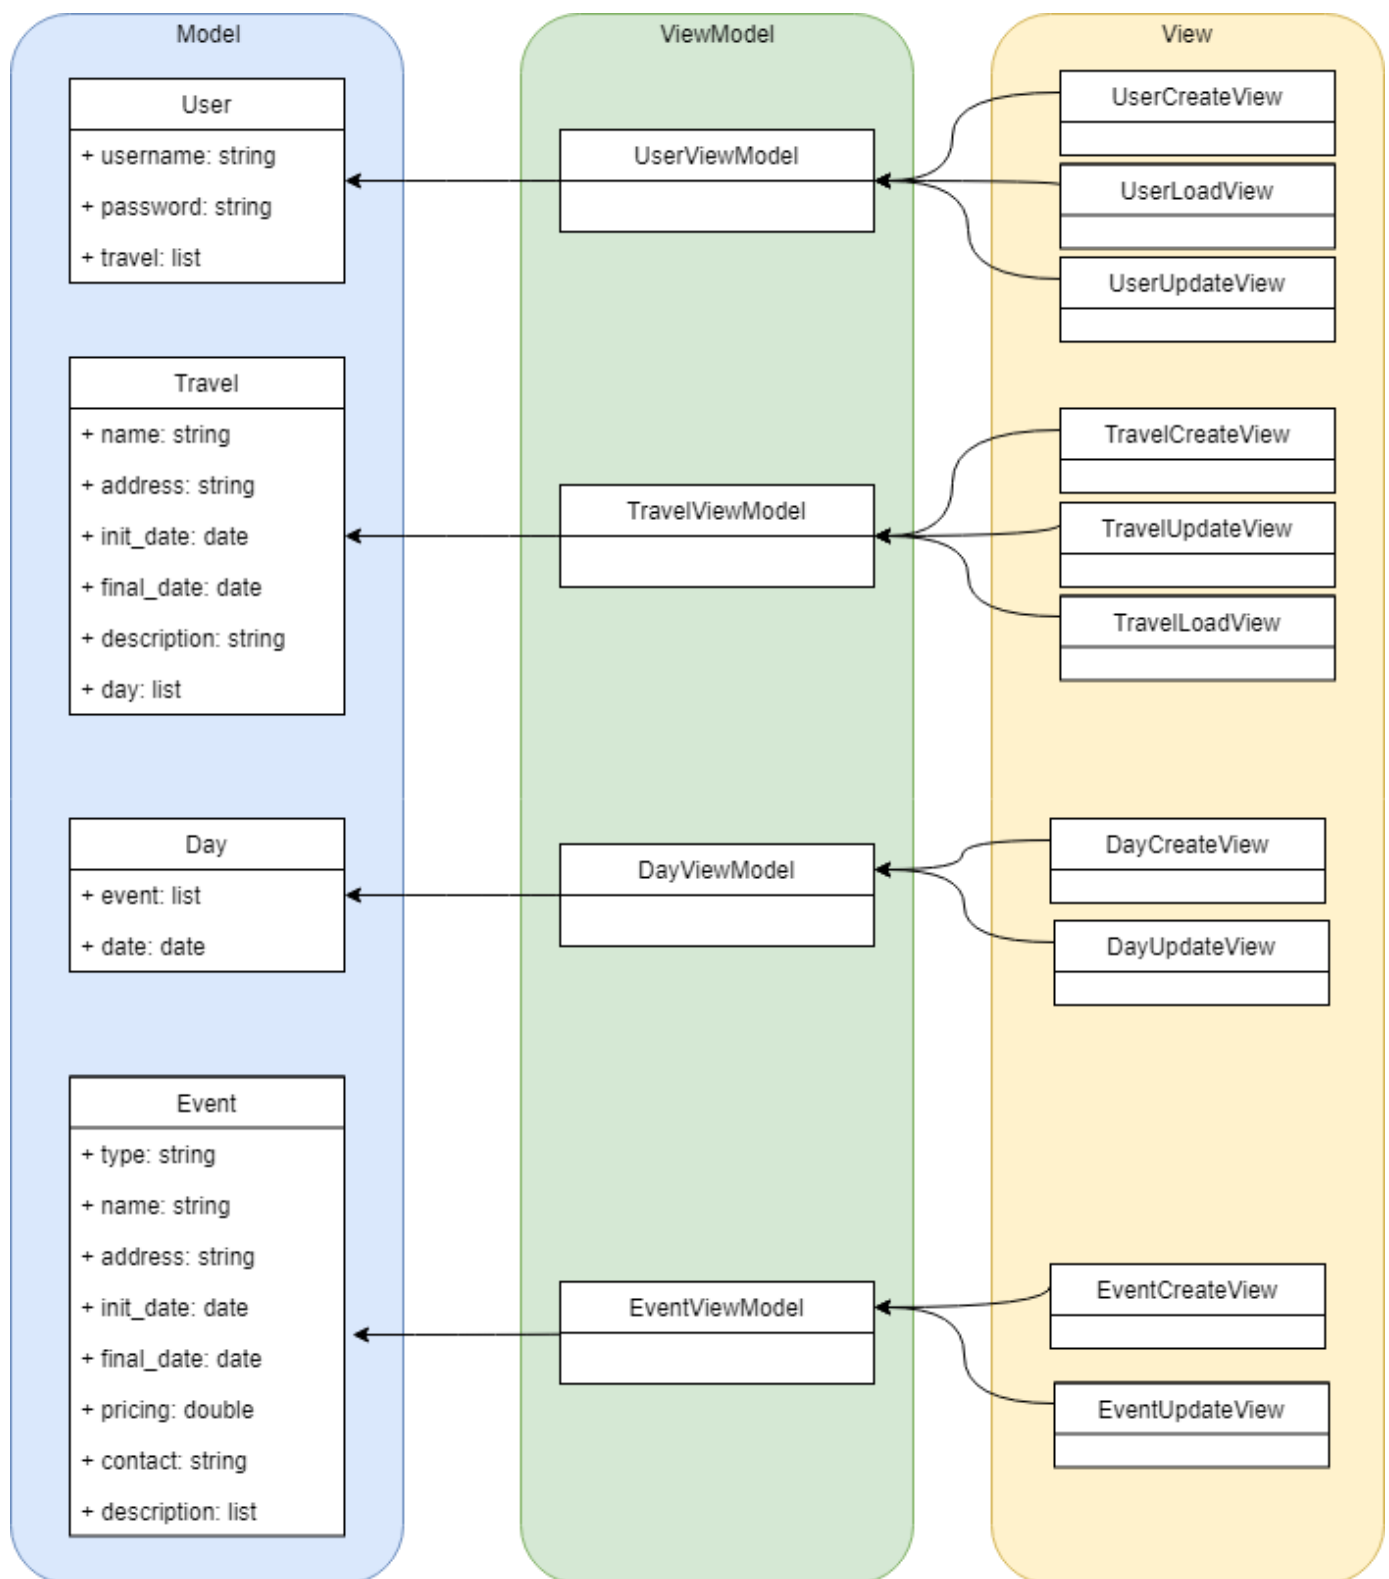 Model
User
+ username: string
+ password: string
+ travel: list
Travel
+ name: string
+ address: string
+ init_date: date
+ final_date: date
+ description: string
+ day: list
Day
+ event: list
+ date: date
Event
+ type: string
+ name: string
+ address: string
+ init_date: date
+ final_date: date
+ pricing: double
+ contact: string
+ description: list
ViewModel
UserViewModel
TravelViewModel
DayViewModel
EventViewModel
View
UserCreateView
UserLoadView
UserUpdateView
TravelCreateView
TravelUpdateView
TravelLoadView
DayCreateView
DayUpdateView
EventCreateView
EventUpdateView